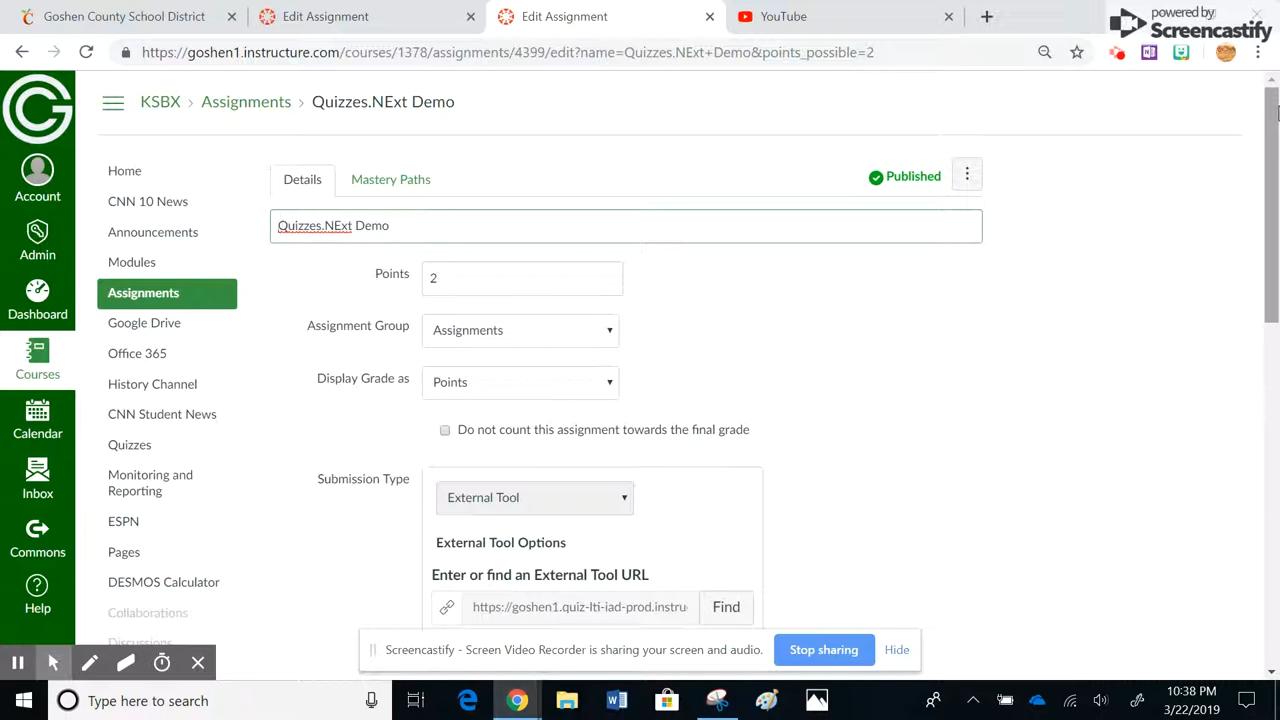 Goshen County School District
Edit Assignment
Edit Assignment
YouTube
powered by
Screencastify
https://goshen1.instructure.com/courses/1378/assignments/4399/edit?name=Quizzes.NExt+Demo&points_possible=2
KSBX > Assignments > Quizzes.NExt Demo
Account
Admin
Dashboard
Courses
Calendar
Inbox
Commons
Help
Home
CNN 10 News
Announcements
Modules
Assignments
Google Drive
Office 365
History Channel
CNN Student News
Quizzes
Monitoring and
Reporting
ESPN
Pages
DESMOS Calculator
Collaborations
Discussions
Details
Mastery Paths
Published
Quizzes.NExt Demo
Points
2
Assignment Group
Assignments
Display Grade as
Points
Do not count this assignment towards the final grade
Submission Type
External Tool
External Tool Options
Enter or find an External Tool URL
https://goshen1.quiz-lti-iad-prod.instru
Find
Screencastify - Screen Video Recorder is sharing your screen and audio.
Stop sharing
Hide
Type here to search
10:38 PM
3/22/2019